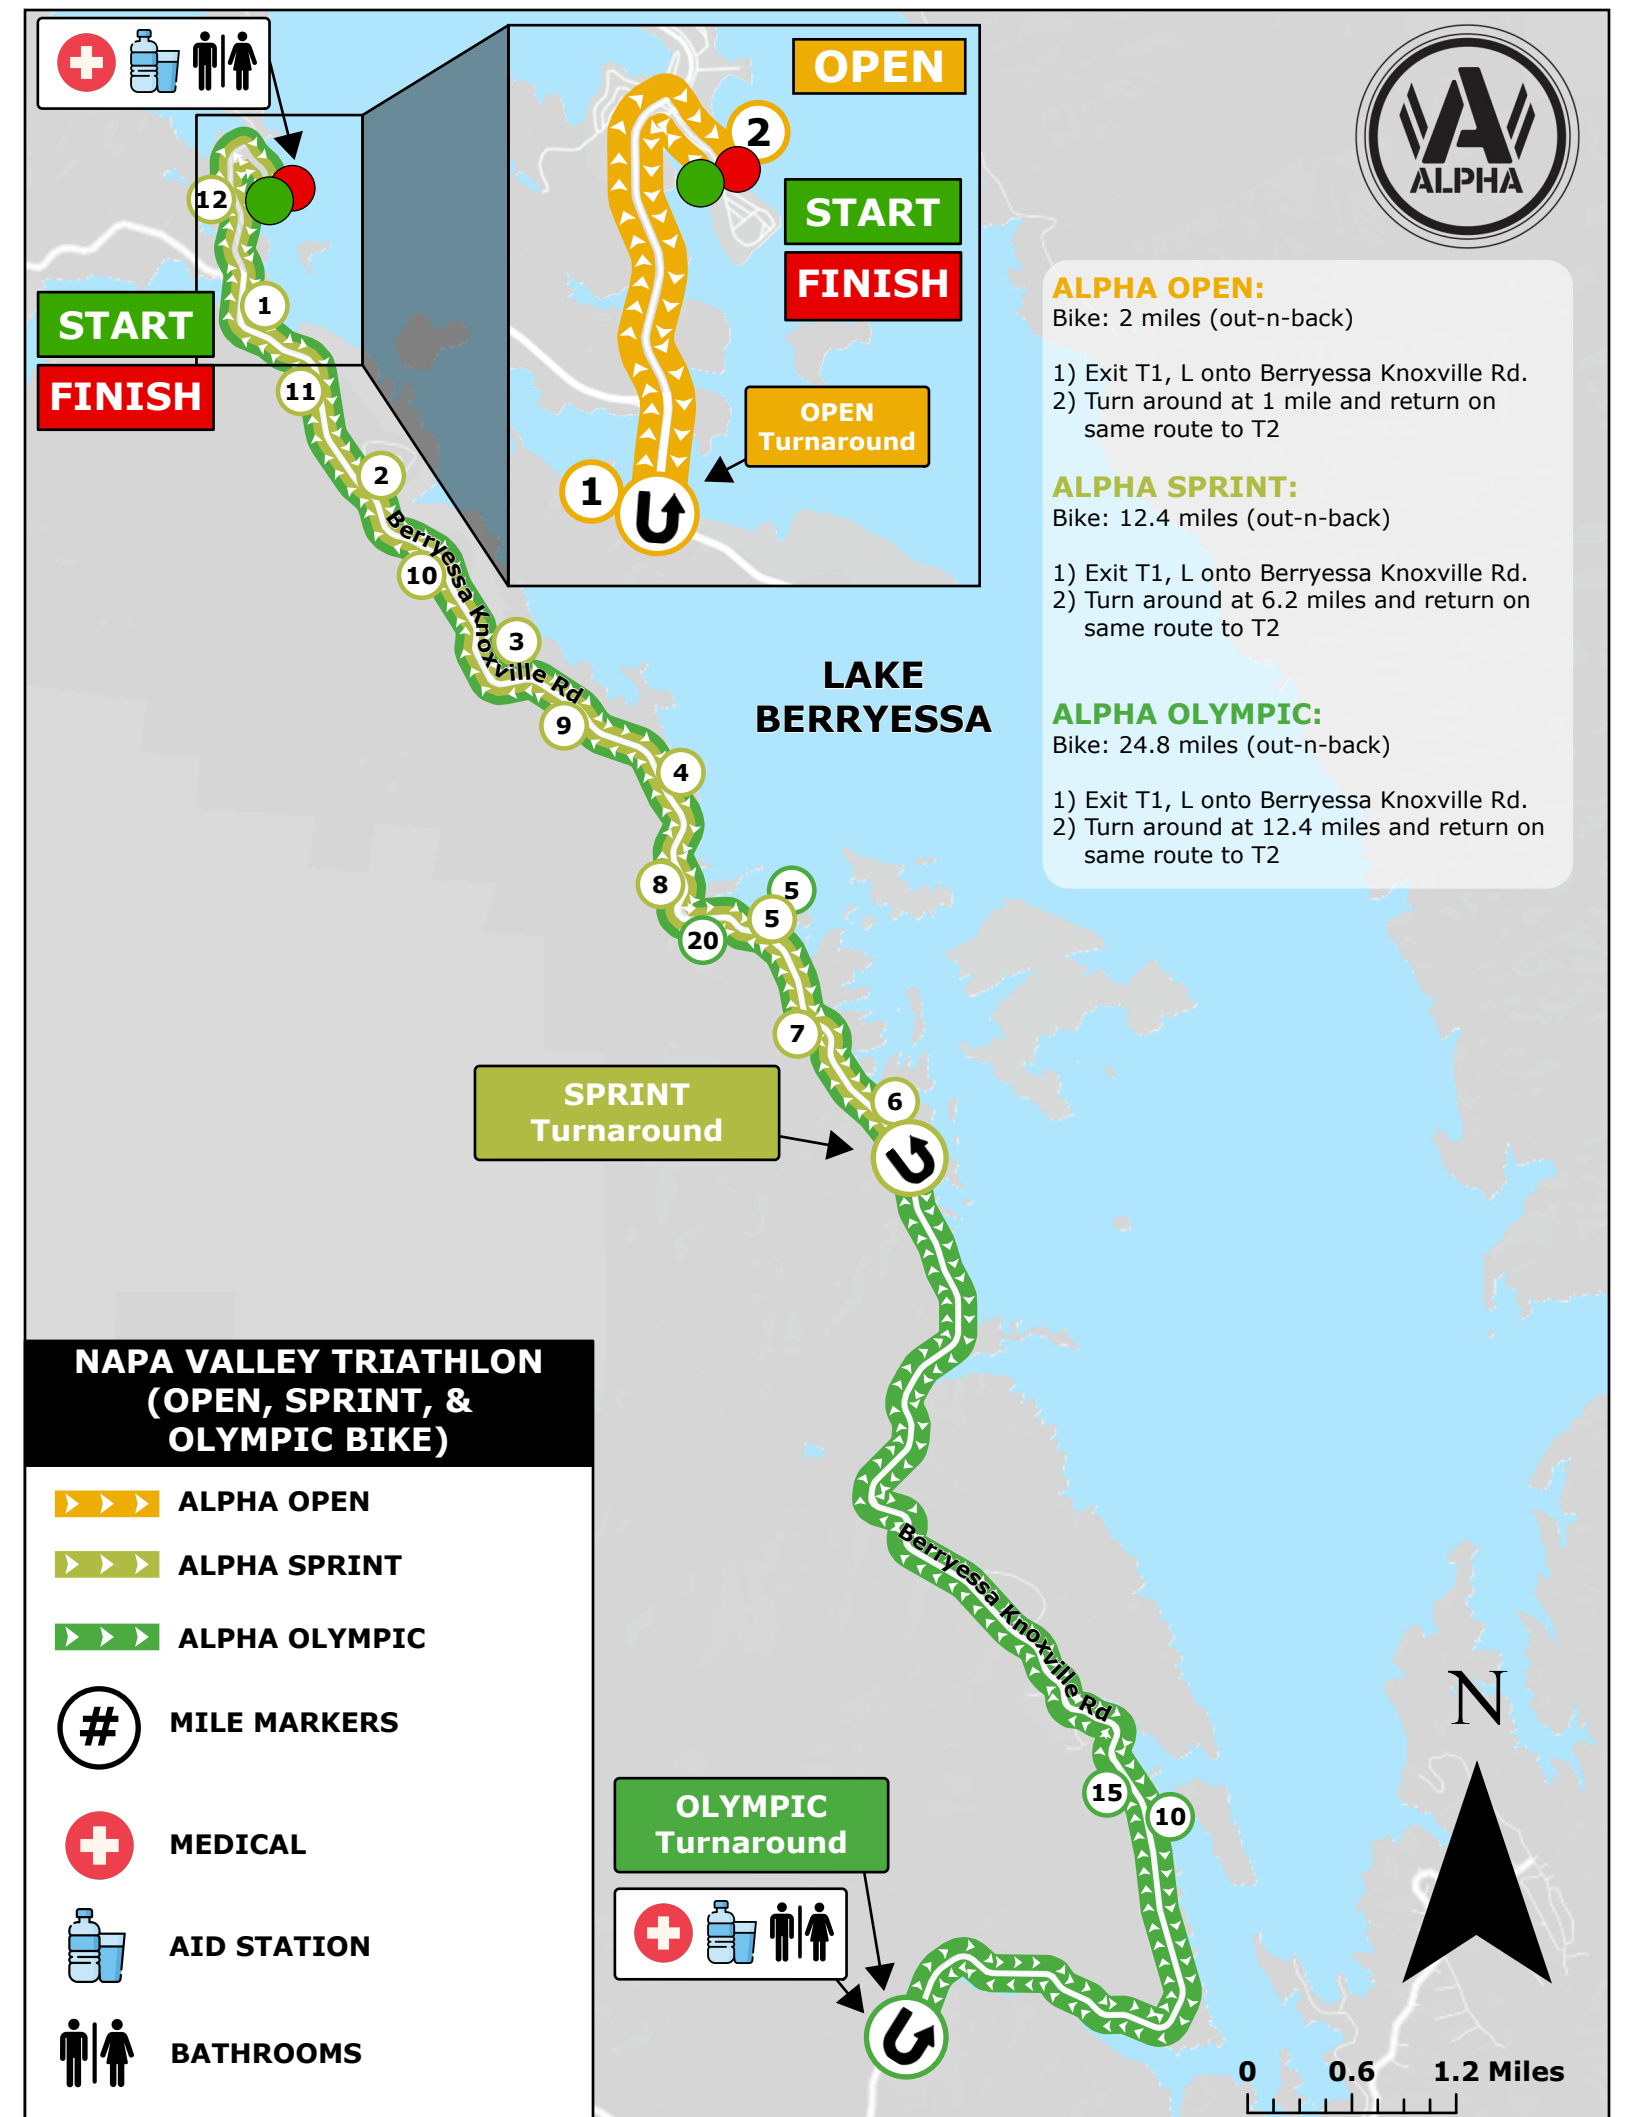 OPEN
2
START
FINISH
OPEN
Turnaround
1
ALPHA
12
1
START
FINISH
11
2
10
3
9
4
8
5
5
20
7
6
Berryessa Knoxville Rd
LAKE
BERRYESSA
ALPHA OPEN:
Bike: 2 miles (out-n-back)
1) Exit T1, L onto Berryessa Knoxville Rd.
2) Turn around at 1 mile and return on
same route to T2
ALPHA SPRINT:
Bike: 12.4 miles (out-n-back)
1) Exit T1, L onto Berryessa Knoxville Rd.
2) Turn around at 6.2 miles and return on
same route to T2
ALPHA OLYMPIC:
Bike: 24.8 miles (out-n-back)
1) Exit T1, L onto Berryessa Knoxville Rd.
2) Turn around at 12.4 miles and return on
same route to T2
SPRINT
Turnaround
Berryessa Knoxville Rd
15
10
OLYMPIC
Turnaround
NAPA VALLEY TRIATHLON
(OPEN, SPRINT, &
OLYMPIC BIKE)
ALPHA OPEN
ALPHA SPRINT
ALPHA OLYMPIC
# MILE MARKERS
MEDICAL
AID STATION
BATHROOMS
N
0 0.6 1.2 Miles